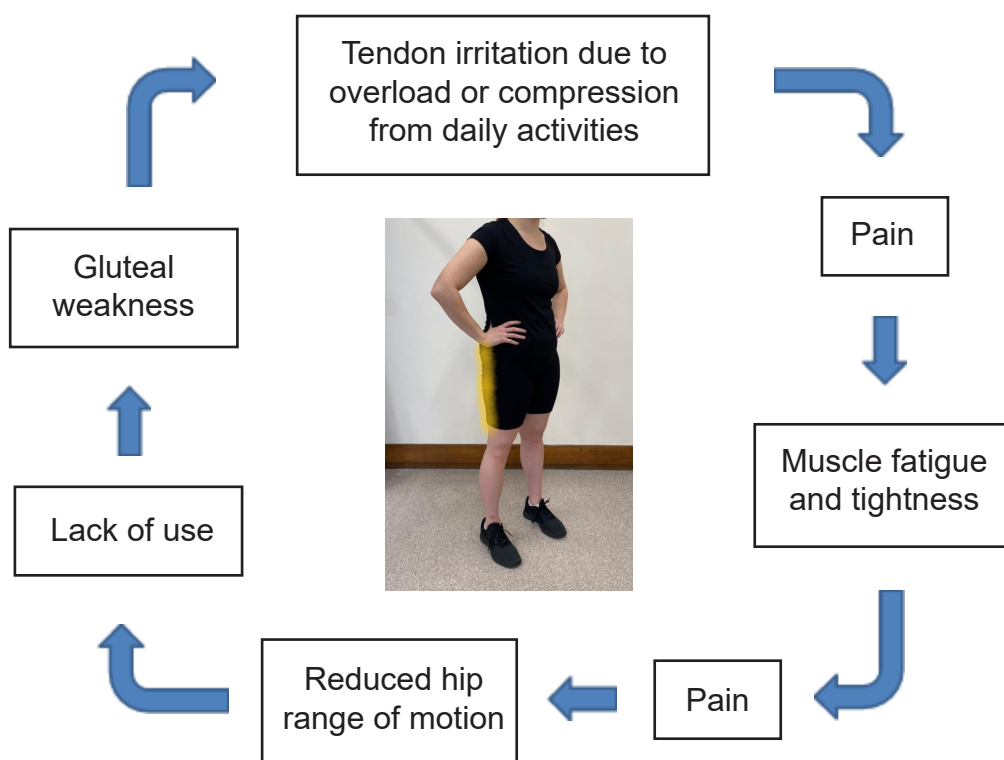 Tendon irritation due to
overload or compression
from daily activities
Pain
Muscle fatigue
and tightness
Pain
Reduced hip
range of motion
Lack of use
Gluteal
weakness